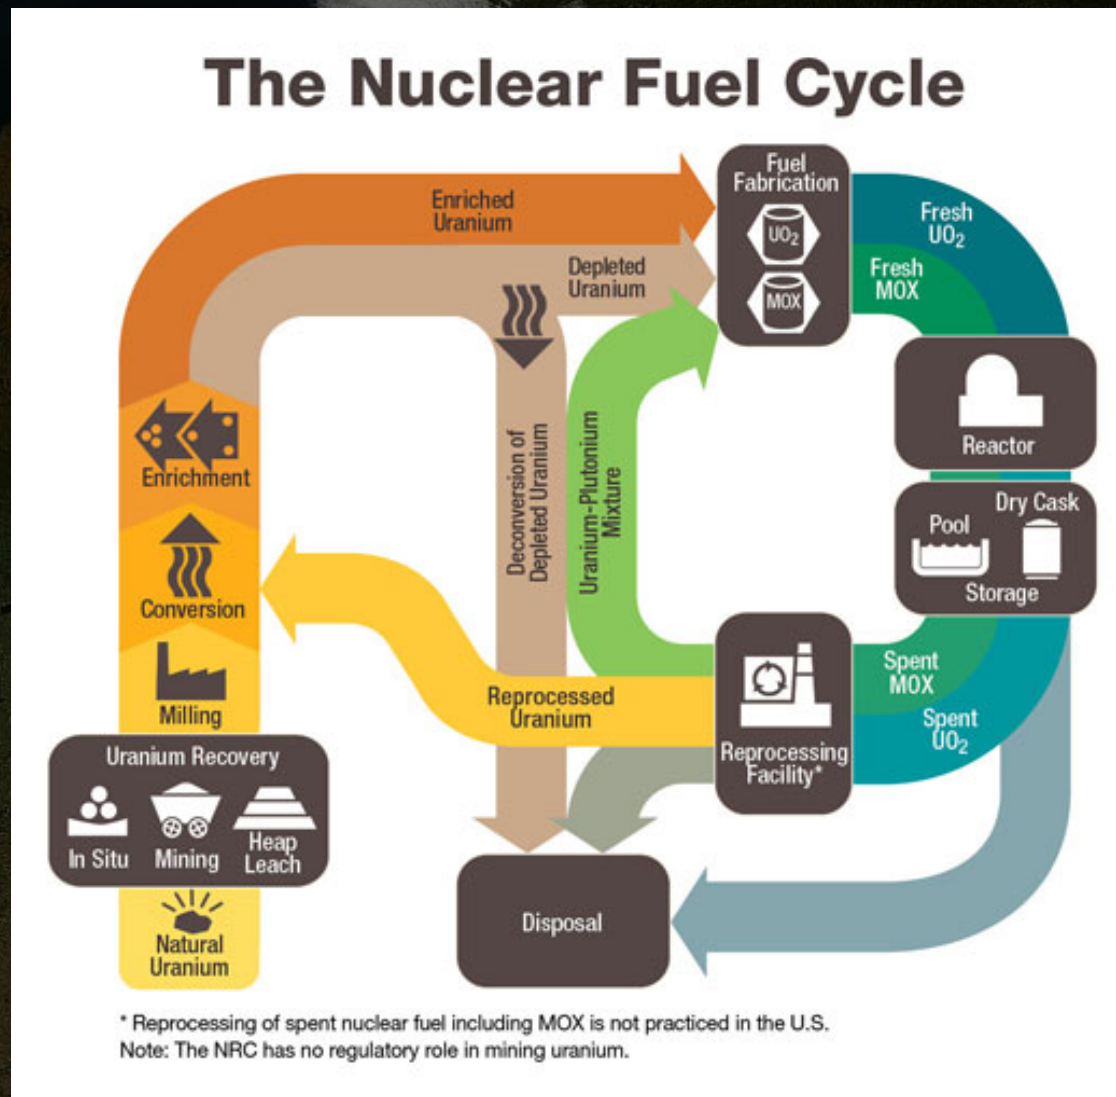 The Nuclear Fuel Cycle
Enriched
Uranium
Depleted
Uranium
Fuel
Fabrication
UO₂
MOX
Fresh
UO₂
Fresh
MOX
Reactor
Dry Cask
Pool
Storage
Enrichment
Conversion
Milling
Deconversion of
Depleted Uranium
Uranium-Plutonium
Mixture
Reprocessed
Uranium
Reprocessing
Facility*
Spent
MOX
Spent
UO₂
Uranium Recovery
In Situ
Mining
Heap
Leach
Natural
Uranium
Disposal
* Reprocessing of spent nuclear fuel including MOX is not practiced in the U.S.
Note: The NRC has no regulatory role in mining uranium.